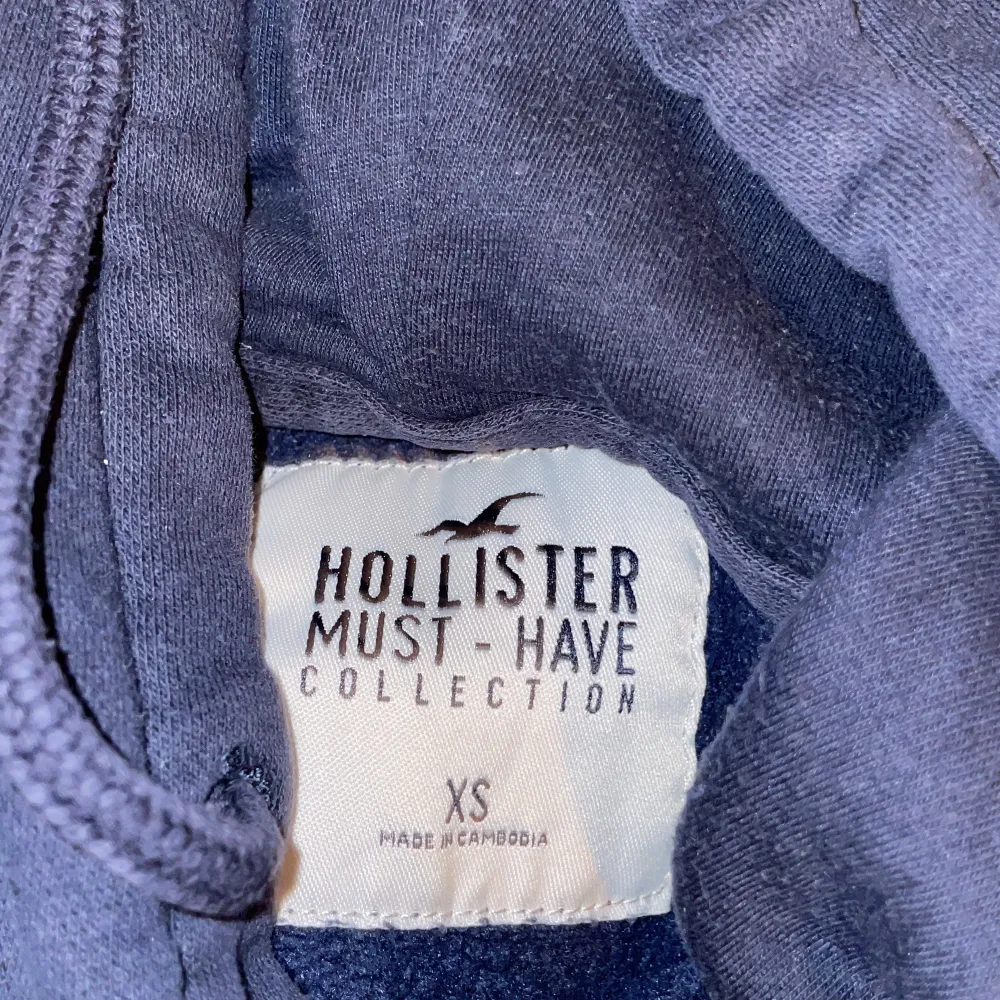 HOLLISTER
MUST - HAVE
COLLECTION
XS
MADE IN CAMBODIA